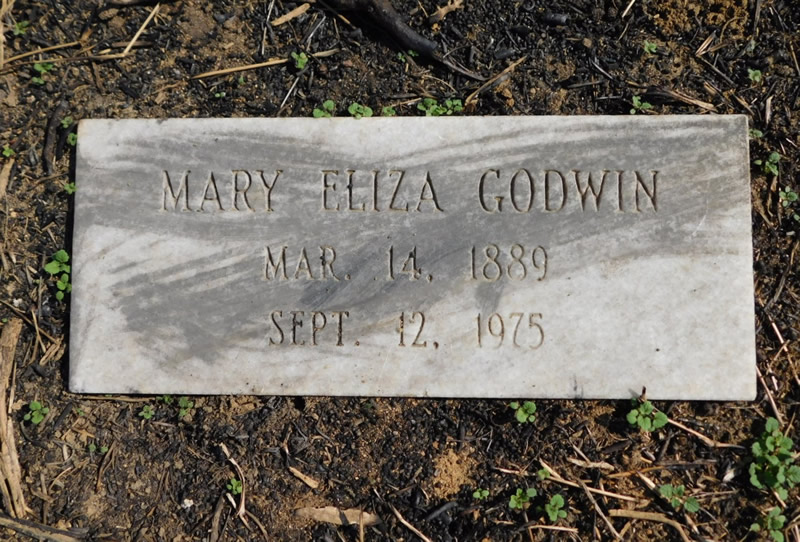 MARY ELIZA GODWIN
MAR. 14, 1889
SEPT. 12, 1975